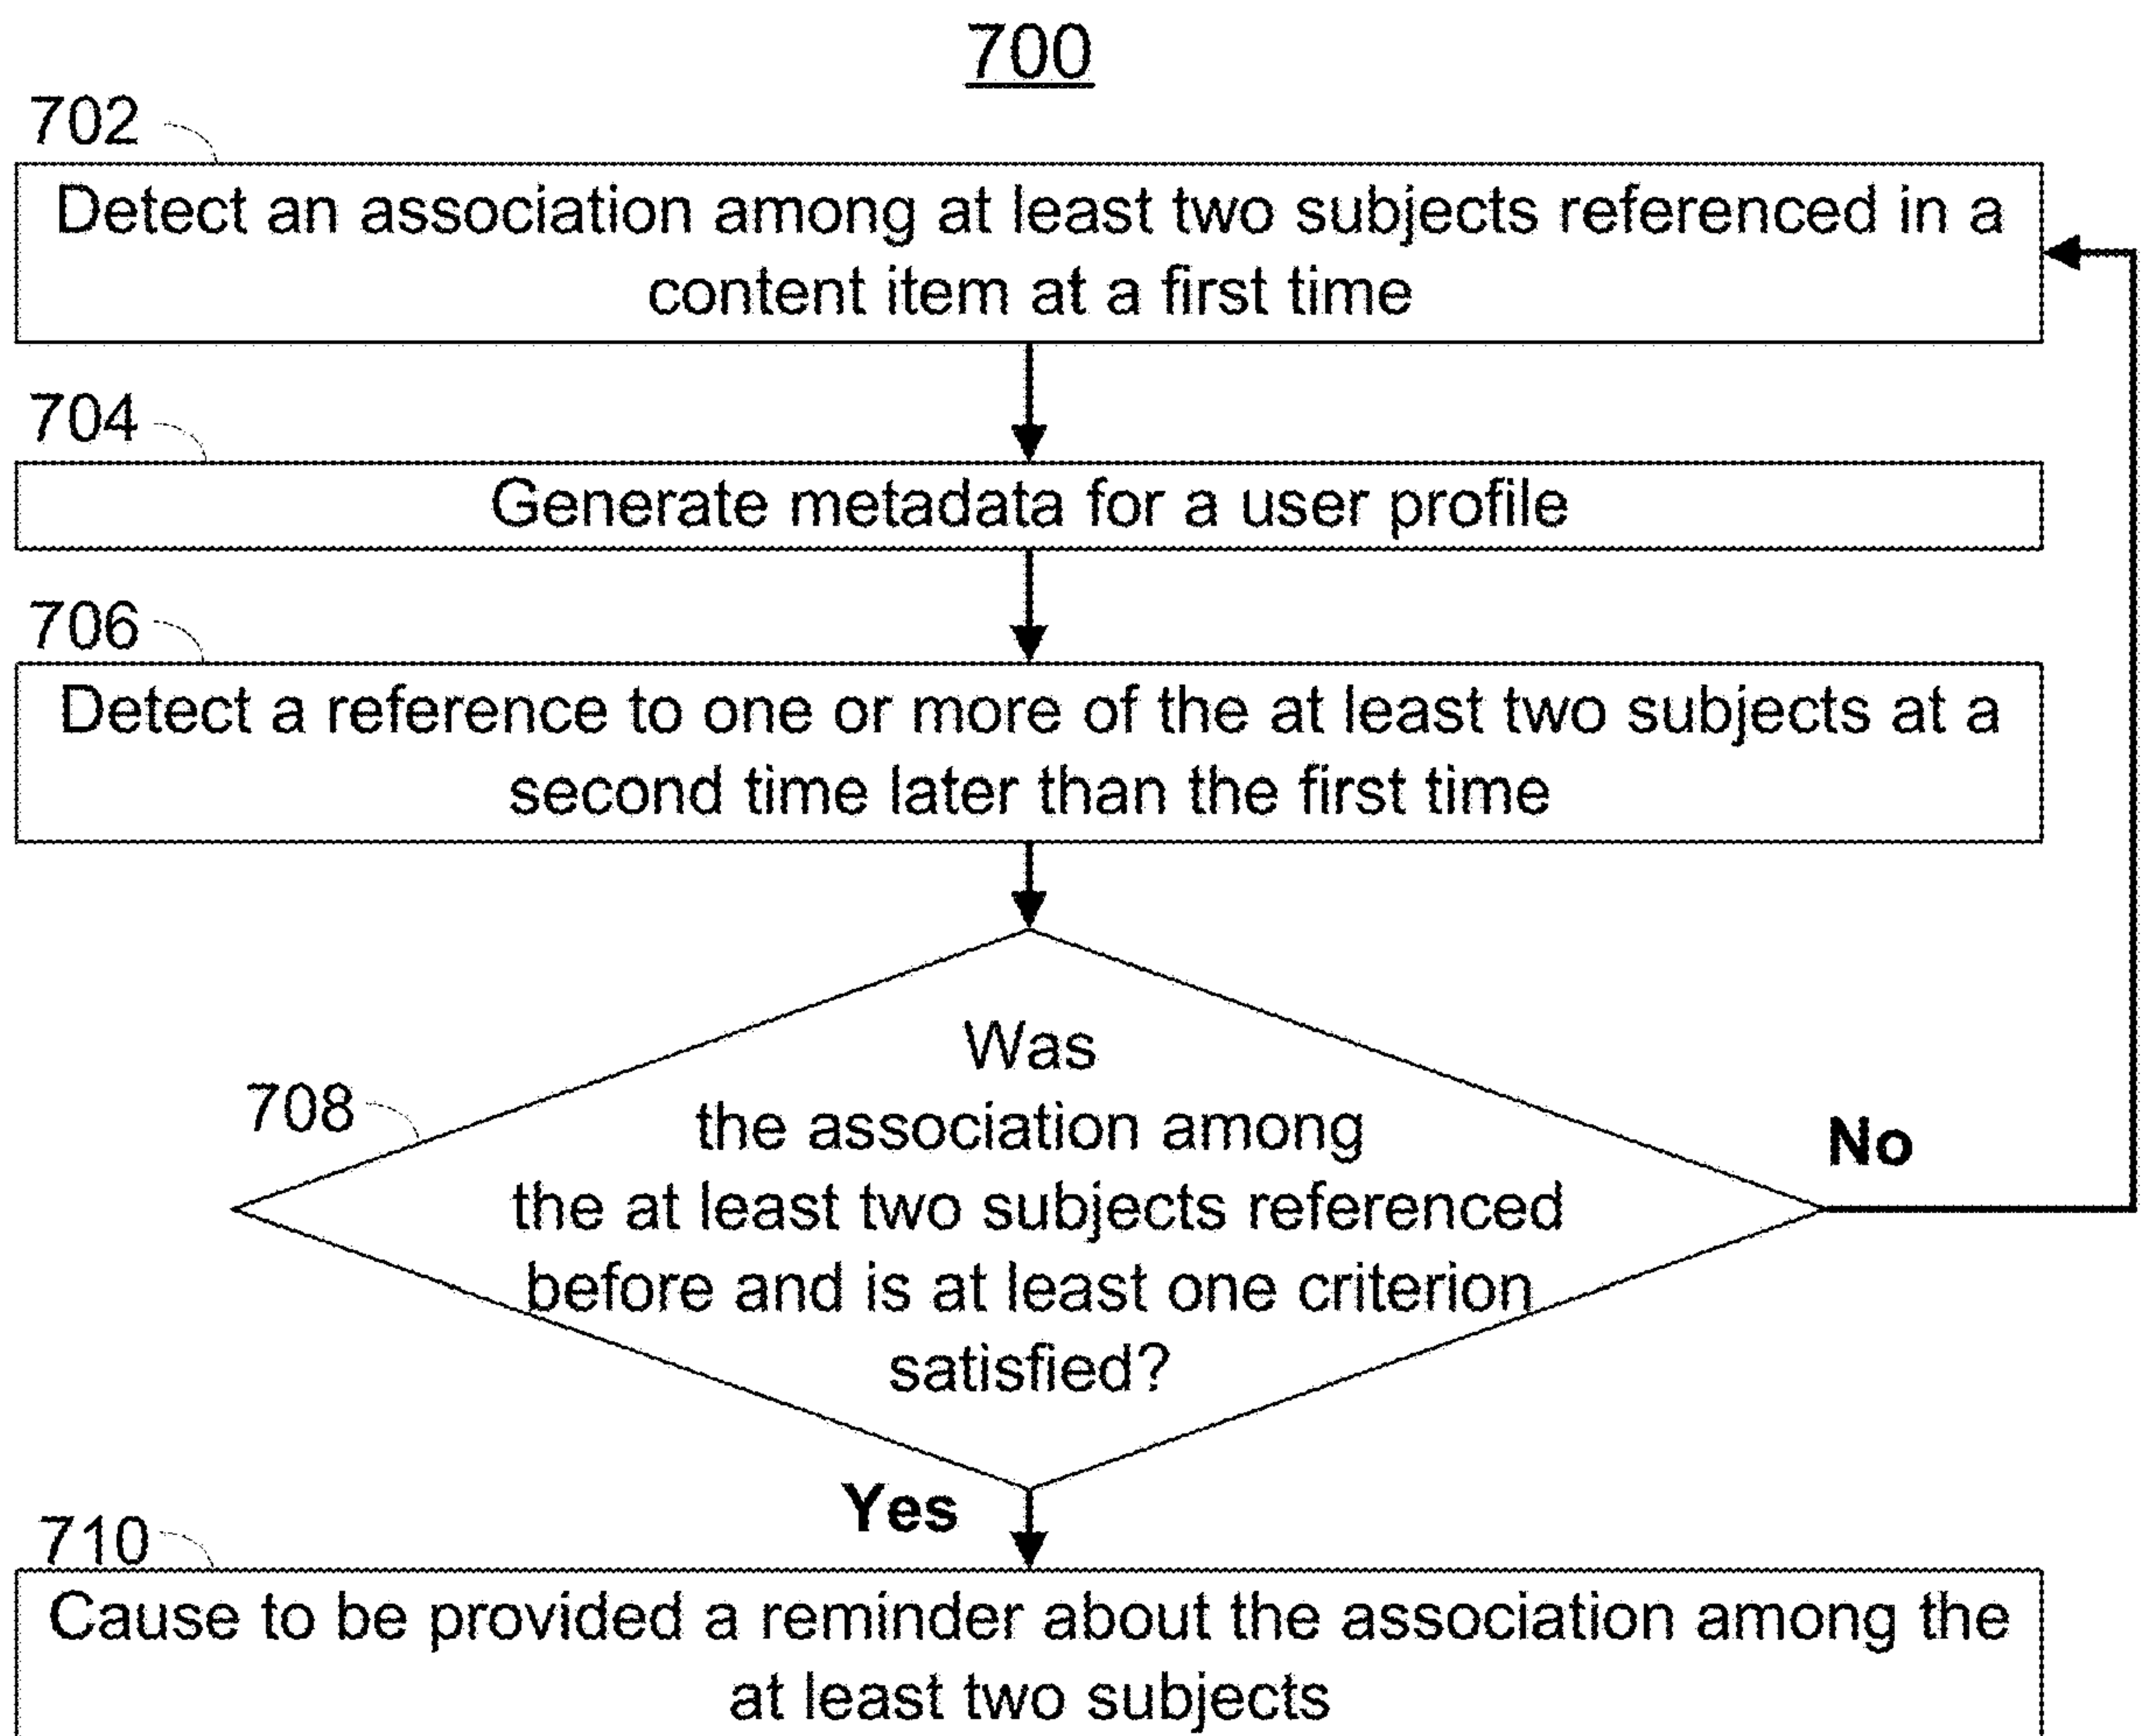 700
702
Detect an association among at least two subjects referenced in a
content item at a first time
704
Generate metadata for a user profile
706
Detect a reference to one or more of the at least two subjects at a
second time later than the first time
708
Was
the association among
the at least two subjects referenced
before and is at least one criterion
satisfied?
No
Yes
710
Cause to be provided a reminder about the association among the
at least two subjects